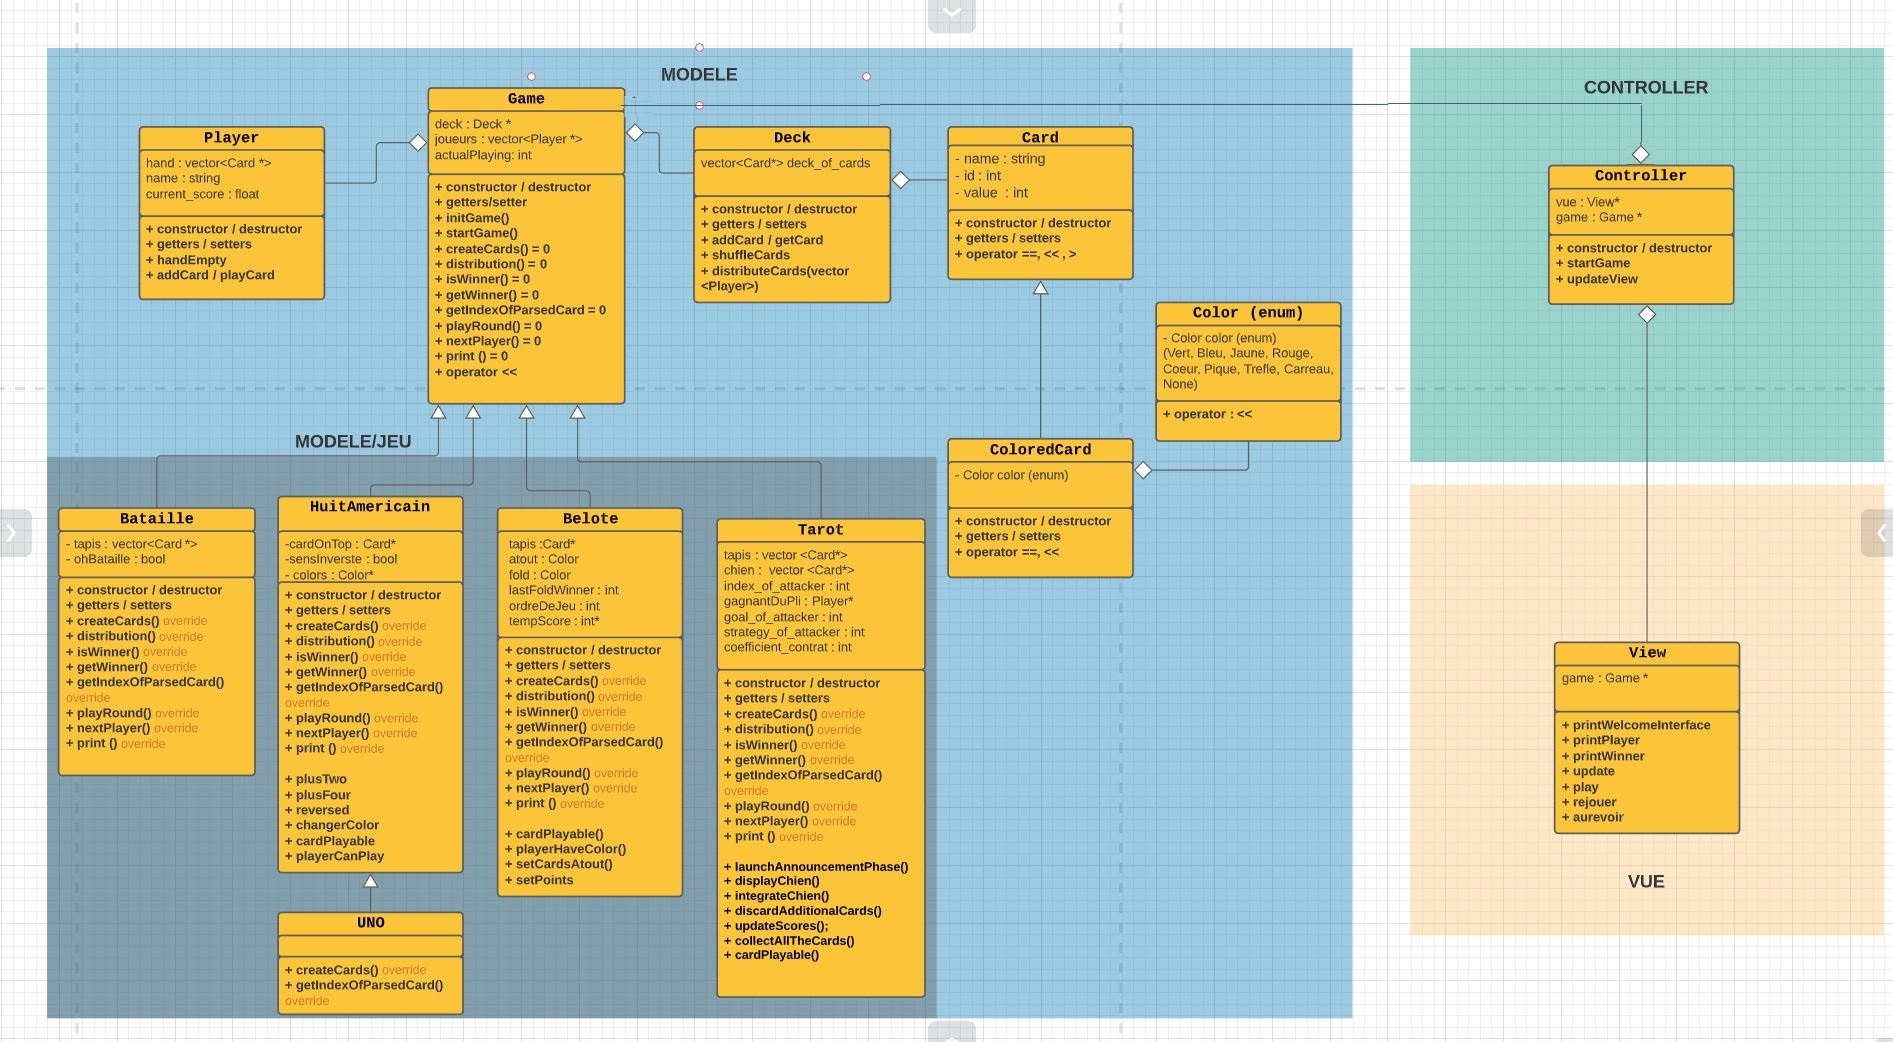 MODELE
Game
deck : Deck *
joueurs : vector<Player *>
actualPlaying: int
+ constructor / destructor
+ getters/setter
+ initGame()
+ startGame()
+ createCards() = 0
+ distribution() = 0
+ isWinner() = 0
+ getWinner() = 0
+ getIndexOfParsedCard = 0
+ playRound() = 0
+ nextPlayer() = 0
+ print () = 0
+ operator <<
Player
hand : vector<Card *>
name : string
current_score : float
+ constructor / destructor
+ getters / setters
+ handEmpty
+ addCard / playCard
Deck
vector<Card*> deck_of_cards
+ constructor / destructor
+ getters / setters
+ addCard / getCard
+ shuffleCards
+ distributeCards(vector
<Player>)
Card
- name : string
- id : int
- value  : int
+ constructor / destructor
+ getters / setters
+ operator ==, << , >
Color (enum)
- Color color (enum)
(Vert, Bleu, Jaune, Rouge,
Coeur, Pique, Trefle, Carreau,
None)
+ operator : <<
ColoredCard
- Color color (enum)
+ constructor / destructor
+ getters / setters
+ operator ==, <<
MODELE/JEU
Bataille
- tapis : vector<Card *>
- ohBataille : bool
+ constructor / destructor
+ getters / setters
+ createCards() override
+ distribution() override
+ isWinner() override
+ getWinner() override
+ getIndexOfParsedCard()
override
+ playRound() override
+ nextPlayer() override
+ print () override
HuitAmericain
-cardOnTop : Card*
-sensInverste : bool
- colors : Color*
+ constructor / destructor
+ getters / setters
+ createCards() override
+ distribution() override
+ isWinner() override
+ getWinner() override
+ getIndexOfParsedCard()
override
+ playRound() override
+ nextPlayer() override
+ print () override
+ plusTwo
+ plusFour
+ reversed
+ changerColor
+ cardPlayable
+ playerCanPlay
UNO
+ createCards() override
+ getIndexOfParsedCard()
override
Belote
tapis :Card*
atout : Color
fold : Color
lastFoldWinner : int
ordreDeJeu : int
tempScore : int*
+ constructor / destructor
+ getters / setters
+ createCards() override
+ distribution() override
+ isWinner() override
+ getWinner() override
+ getIndexOfParsedCard()
override
+ playRound() override
+ nextPlayer() override
+ print () override
+ cardPlayable()
+ playerHaveColor()
+ setCardsAtout()
+ setPoints
Tarot
tapis : vector <Card*>
chien :  vector <Card*>
index_of_attacker : int
gagnantDuPli : Player*
goal_of_attacker : int
strategy_of_attacker : int
coefficient_contrat : int
+ constructor / destructor
+ getters / setters
+ createCards() override
+ distribution() override
+ isWinner() override
+ getWinner() override
+ getIndexOfParsedCard()
override
+ playRound() override
+ nextPlayer() override
+ print () override
+ launchAnnouncementPhase()
+ displayChien()
+ integrateChien()
+ discardAdditionalCards()
+ updateScores();
+ collectAllTheCards()
+ cardPlayable()
CONTROLLER
Controller
vue : View*
game : Game *
+ constructor / destructor
+ startGame
+ updateView
View
game : Game *
+ printWelcomeInterface
+ printPlayer
+ printWinner
+ update
+ play
+ rejouer
+ aurevoir
VUE